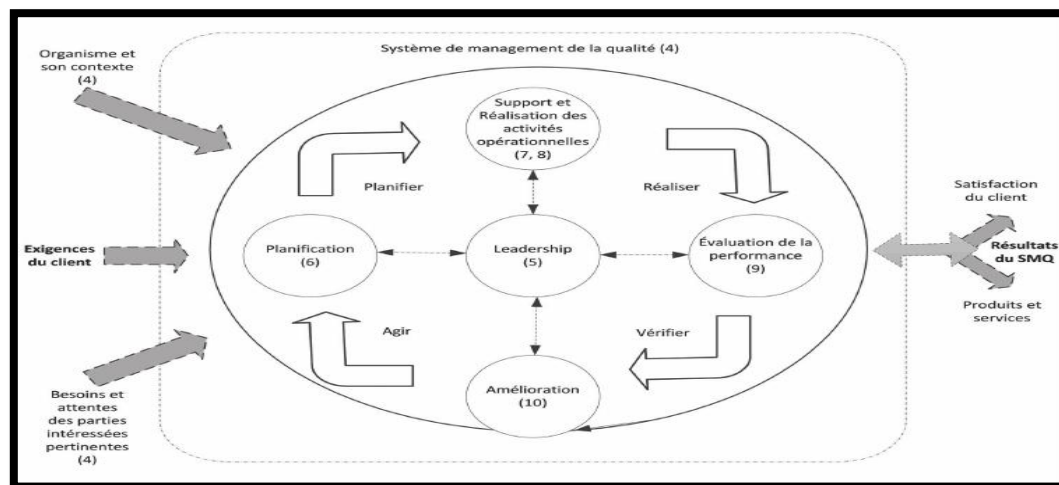 Système de management de la qualité (4)
Organisme et
son contexte
(4)
Support et
Réalisation des
activités
opérationnelles
(7, 8)
Planifier
Réaliser
Exigences
du client
Planification
(6)
Leadership
(5)
Évaluation de la
performance
(9)
Satisfaction
du client
Résultats
du SMQ
Produits et
services
Agir
Vérifier
Amélioration
(10)
Besoins et
attentes
des parties
intéressées
pertinentes
(4)